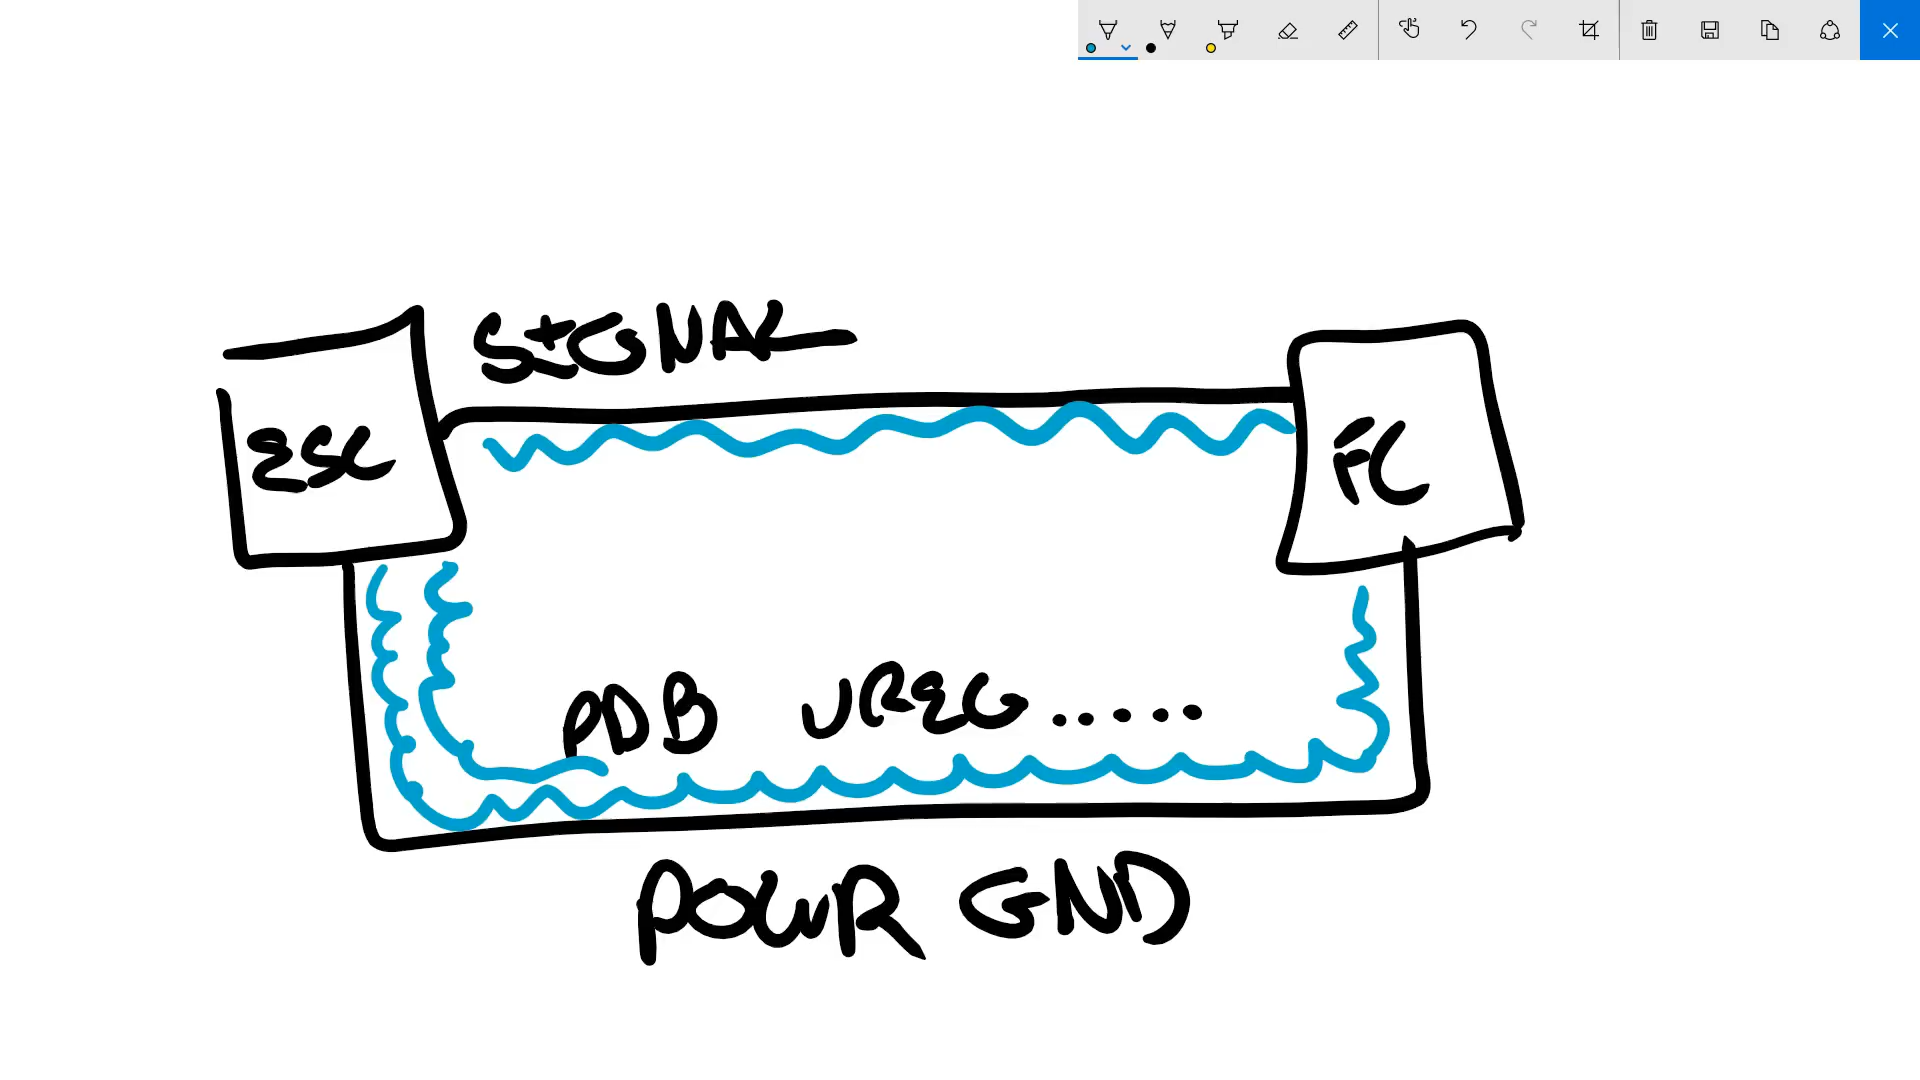 SIGNAL
ESC
FC
PDB VREG.....
POWR GND